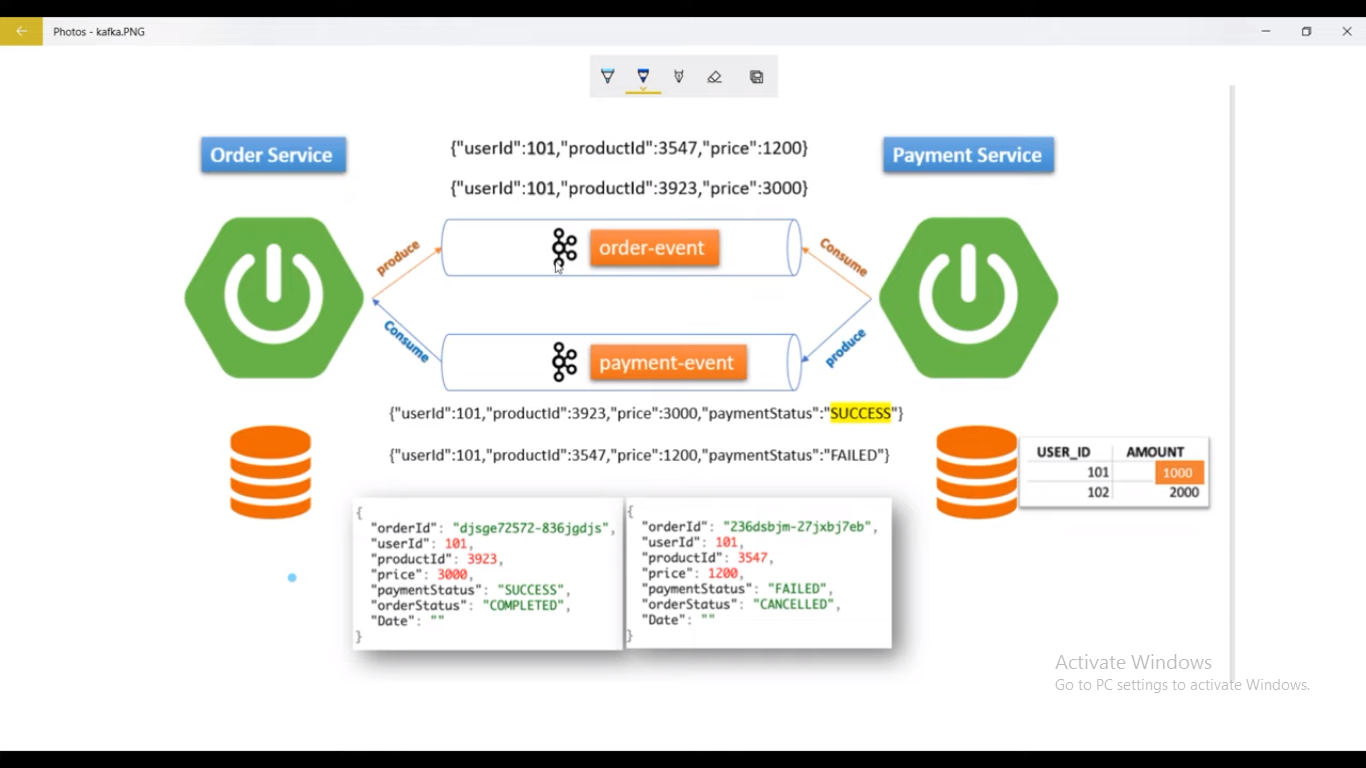 Photos - kafka.PNG
Order Service
{"userId":101,"productId":3547,"price":1200}
Payment Service
{"userId":101,"productId":3923,"price":3000}
produce
order-event
Consume
Consume
payment-event
produce
{"userId":101,"productId":3923,"price":3000,"paymentStatus":"SUCCESS"}
{"userId":101,"productId":3547,"price":1200,"paymentStatus":"FAILED"}
USER_ID AMOUNT
101 1000
102 2000
{
"orderId": "djsge72572-836jgdjs",
"userId": 101,
"productId": 3923,
"price": 3000,
"paymentStatus": "SUCCESS",
"orderStatus": "COMPLETED",
"Date": ""
}
{
"orderId": "236dsbjm-27jxbj7eb",
"userId": 101,
"productId": 3547,
"price": 1200,
"paymentStatus": "FAILED",
"orderStatus": "CANCELLED",
"Date": ""
}
Activate Windows
Go to PC settings to activate Windows.